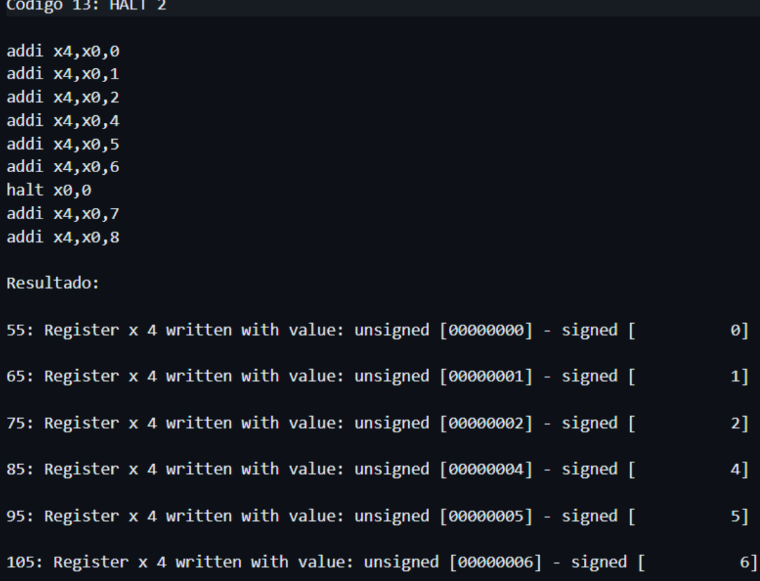 Código 13: HALT 2
addi x4,x0,0
addi x4,x0,1
addi x4,x0,2
addi x4,x0,4
addi x4,x0,5
addi x4,x0,6
halt x0,0
addi x4,x0,7
addi x4,x0,8
Resultado:
55: Register x 4 written with value: unsigned [00000000] - signed [          0]
65: Register x 4 written with value: unsigned [00000001] - signed [          1]
75: Register x 4 written with value: unsigned [00000002] - signed [          2]
85: Register x 4 written with value: unsigned [00000004] - signed [          4]
95: Register x 4 written with value: unsigned [00000005] - signed [          5]
105: Register x 4 written with value: unsigned [00000006] - signed [          6]